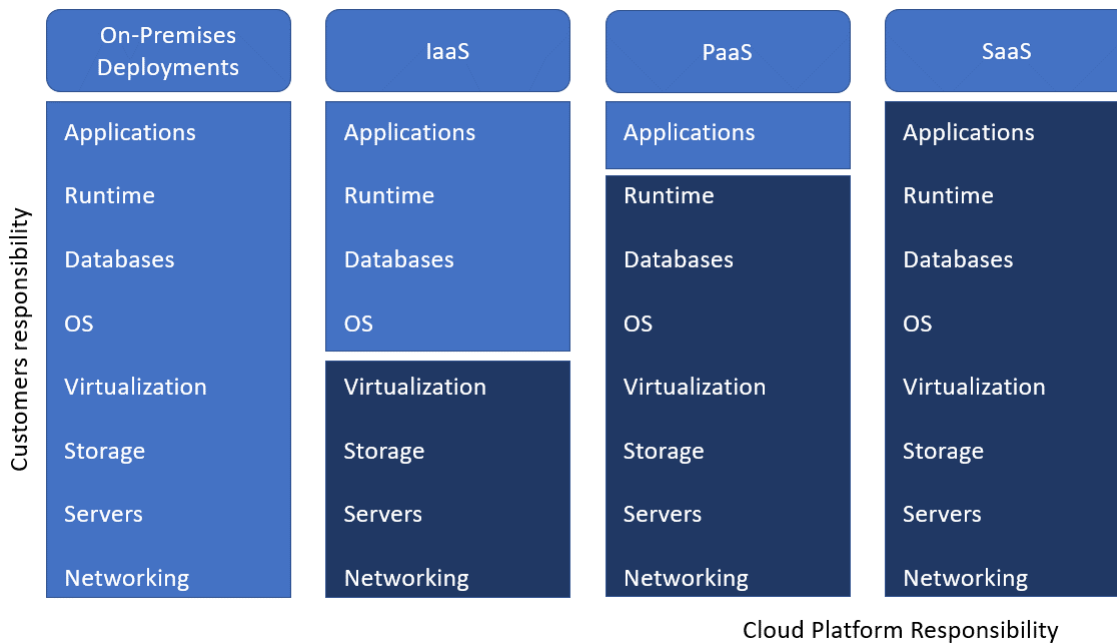 On-Premises
Deployments
IaaS
PaaS
SaaS
Customers responsibility
Applications
Runtime
Databases
OS
Virtualization
Storage
Servers
Networking
Applications
Runtime
Databases
OS
Virtualization
Storage
Servers
Networking
Applications
Runtime
Databases
OS
Virtualization
Storage
Servers
Networking
Applications
Runtime
Databases
OS
Virtualization
Storage
Servers
Networking
Cloud Platform Responsibility